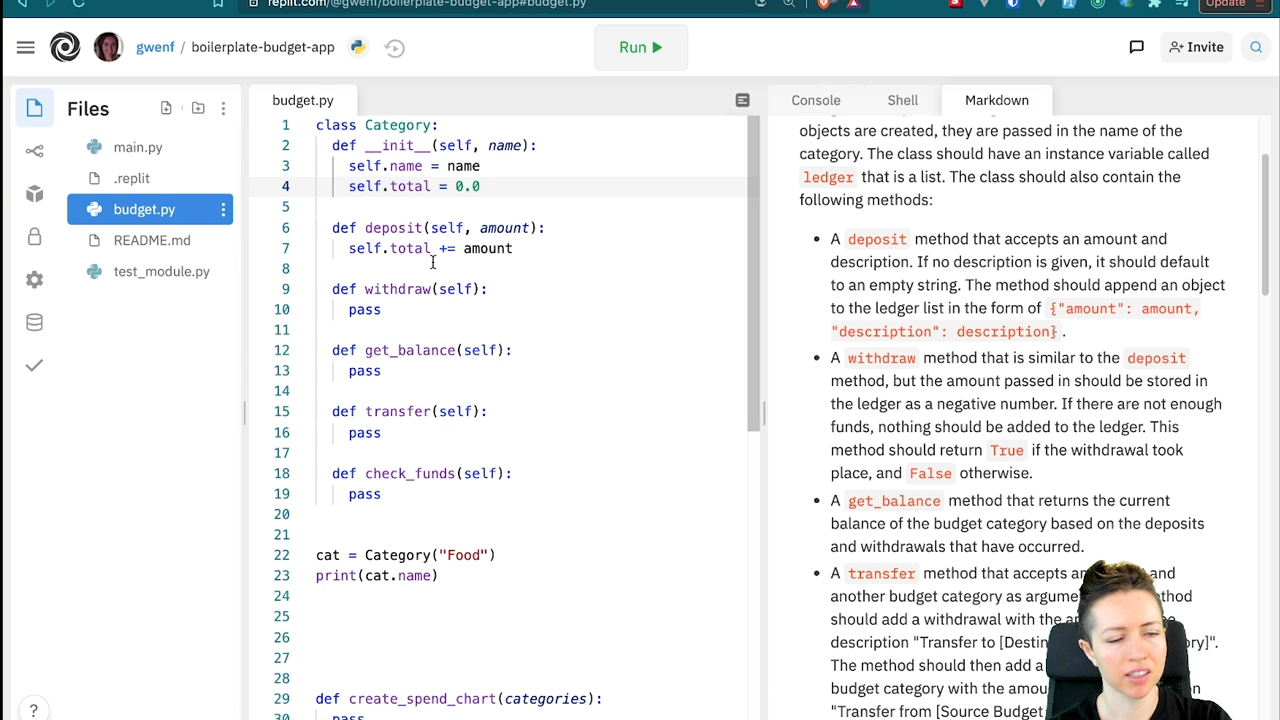 replit.com/@gwenf/boilerplate-budget-app#budget.py
Update
gwenf / boilerplate-budget-app
Run
Invite
Files
main.py
.replit
budget.py
README.md
test_module.py
budget.py
1 class Category:
2 def __init__(self, name):
3 self.name = name
4 self.total = 0.0
5
6 def deposit(self, amount):
7 self.total += amount
8
9 def withdraw(self):
10 pass
11
12 def get_balance(self):
13 pass
14
15 def transfer(self):
16 pass
17
18 def check_funds(self):
19 pass
20
21
22 cat = Category("Food")
23 print(cat.name)
24
25
26
27
28
29 def create_spend_chart(categories):
30 pass
Console Shell Markdown
objects are created, they are passed in the name of the
category. The class should have an instance variable called
ledger that is a list. The class should also contain the
following methods:
• A deposit method that accepts an amount and
description. If no description is given, it should default
to an empty string. The method should append an object
to the ledger list in the form of {"amount": amount,
"description": description}.
• A withdraw method that is similar to the deposit
method, but the amount passed in should be stored in
the ledger as a negative number. If there are not enough
funds, nothing should be added to the ledger. This
method should return True if the withdrawal took
place, and False otherwise.
• A get_balance method that returns the current
balance of the budget category based on the deposits
and withdrawals that have occurred.
• A transfer method that accepts and
another budget category as
should add a withdrawal with the
description "Transfer to
The method should then add a
budget category with the
"Transfer from [Source Budget
?